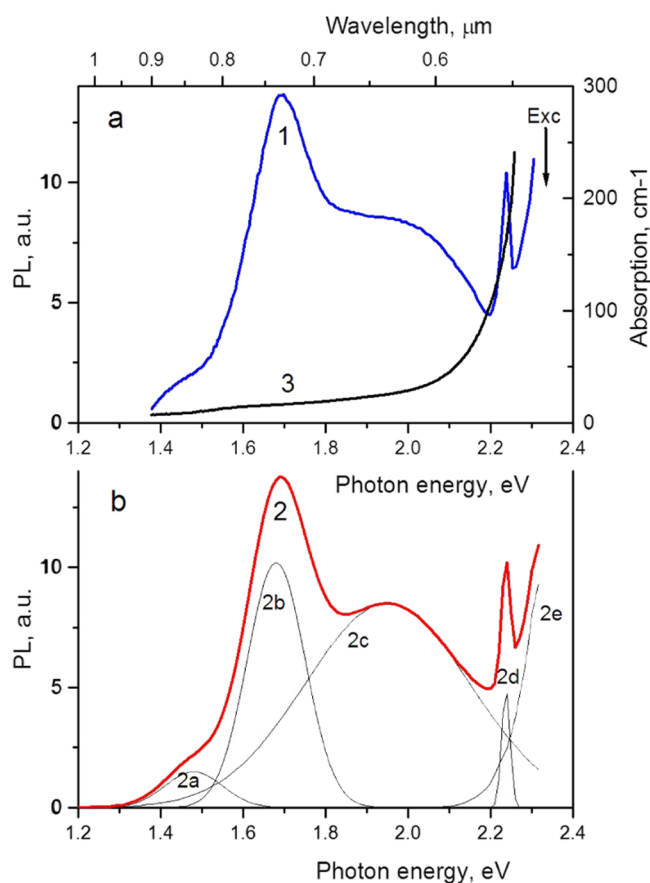 Wavelength, μm
1 0.9 0.8 0.7 0.6
a
1
Exc
3
PL, a.u.
10
5
0
300
200
100
0
Absorption, cm-1
1.2 1.4 1.6 1.8 2.0 2.2 2.4
Photon energy, eV
b
2
2a
2b
2c
2d
2e
PL, a.u.
10
5
0
1.2 1.4 1.6 1.8 2.0 2.2 2.4
Photon energy, eV